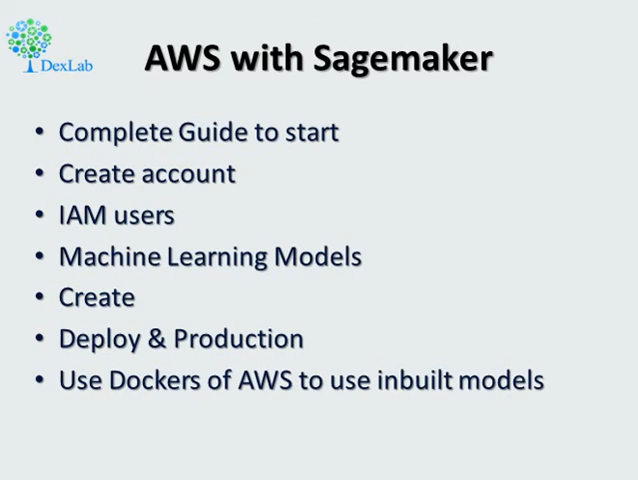 DexLab
AWS with Sagemaker
• Complete Guide to start
• Create account
• IAM users
• Machine Learning Models
• Create
• Deploy & Production
• Use Dockers of AWS to use inbuilt models